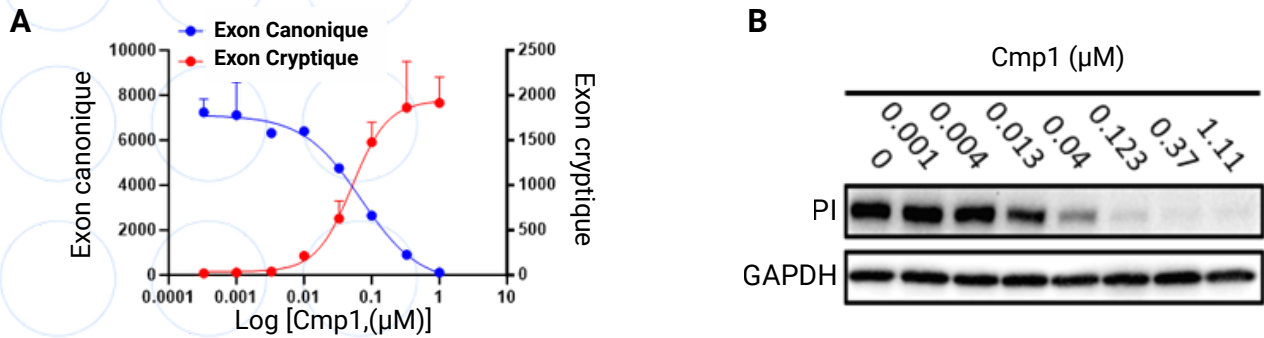 A
Exon Canonique
Exon Cryptique
10000
8000
6000
4000
2000
0
Exon canonique
2500
2000
1500
1000
500
0
Exon cryptique
0.0001 0.001 0.01 0.1 1 10
Log [Cmp1,(µM)]
B
Cmp1 (µM)
0 0.001 0.004 0.013 0.04 0.123 0.37 1.11
PI
GAPDH